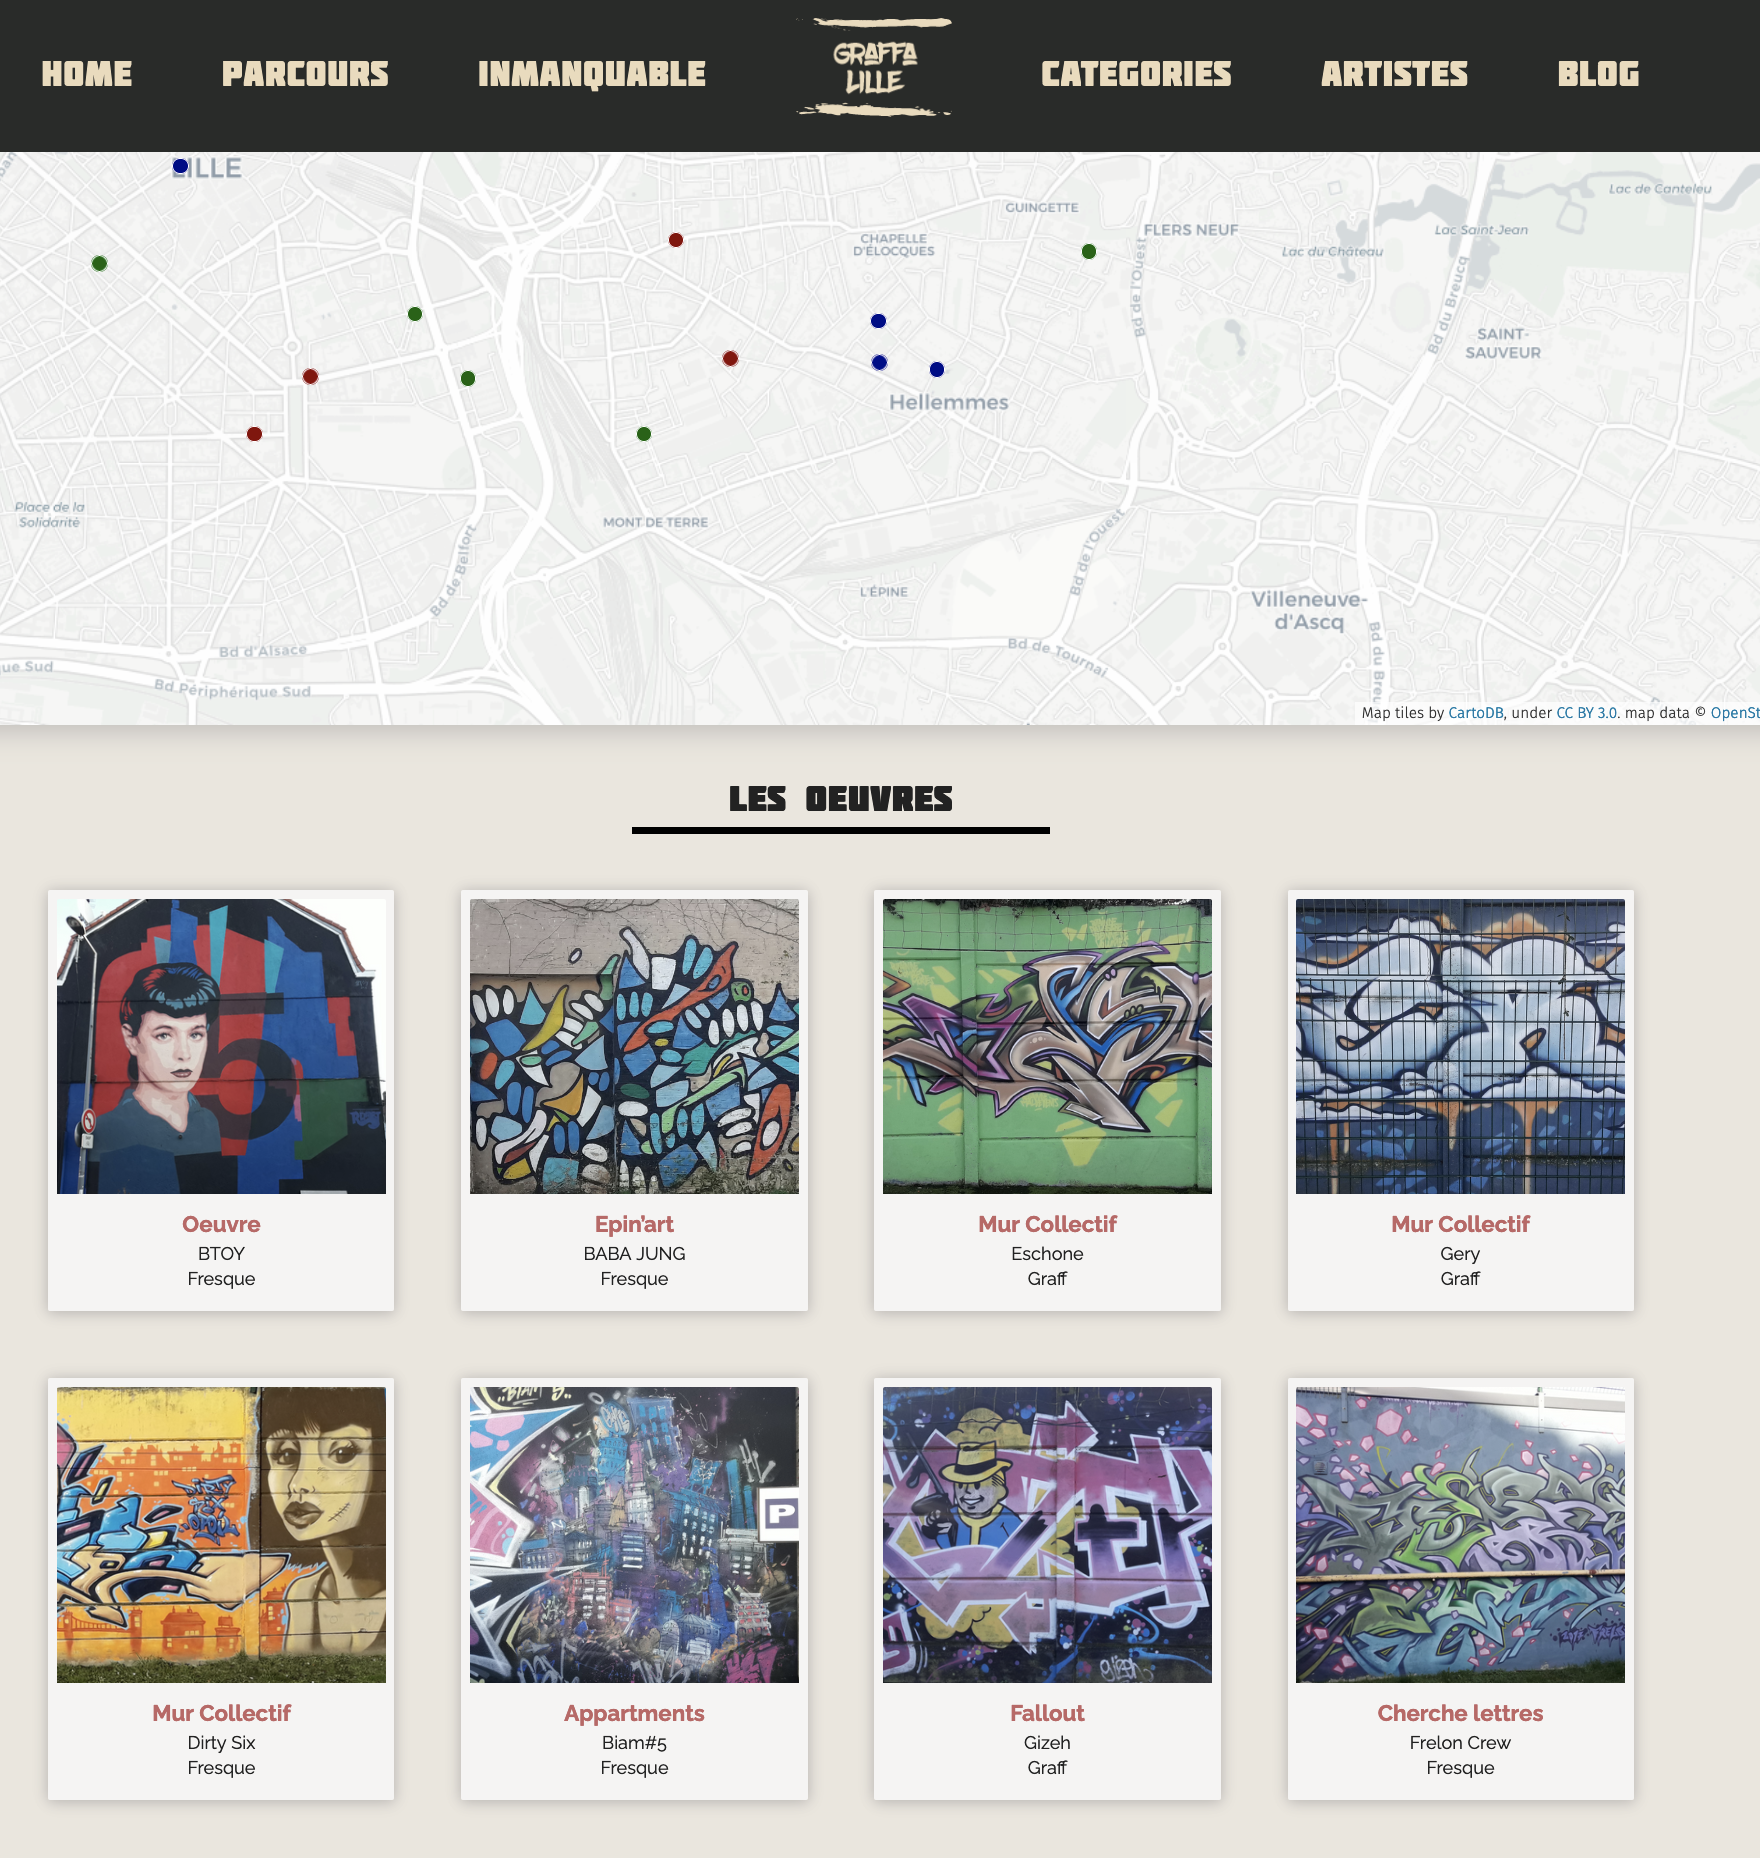 HOME
PARCOURS
INMANQUABLE
GRAFFA
LILLE
CATEGORIES
ARTISTES
BLOG
LILLE
GUINGETTE
Lac de Canteleu
CHAPELLE
D'ÉLOCQUES
FLERS NEUF
Lac du Château
Lac Saint-Jean
Bd de l'Ouest
Bd du Breucq
SAINT-
SAUVEUR
Hellemmes
Place de la
Solidarité
MONT DE TERRE
Bd de Belfort
Bd de l'Ouest
L'ÉPINE
Villeneuve-
d'Ascq
Bd d'Alsace
Bd de Tournai
Bd du Breu
que Sud
Bd Périphérique Sud
Map tiles by CartoDB, under CC BY 3.0. map data © OpenSt
LES OEUVRES
Oeuvre
BTOY
Fresque
Epin'art
BABA JUNG
Fresque
Mur Collectif
Eschone
Graff
Mur Collectif
Gery
Graff
P
gizeh
Mur Collectif
Dirty Six
Fresque
Appartments
Biam#5
Fresque
Fallout
Gizeh
Graff
Cherche lettres
Frelon Crew
Fresque